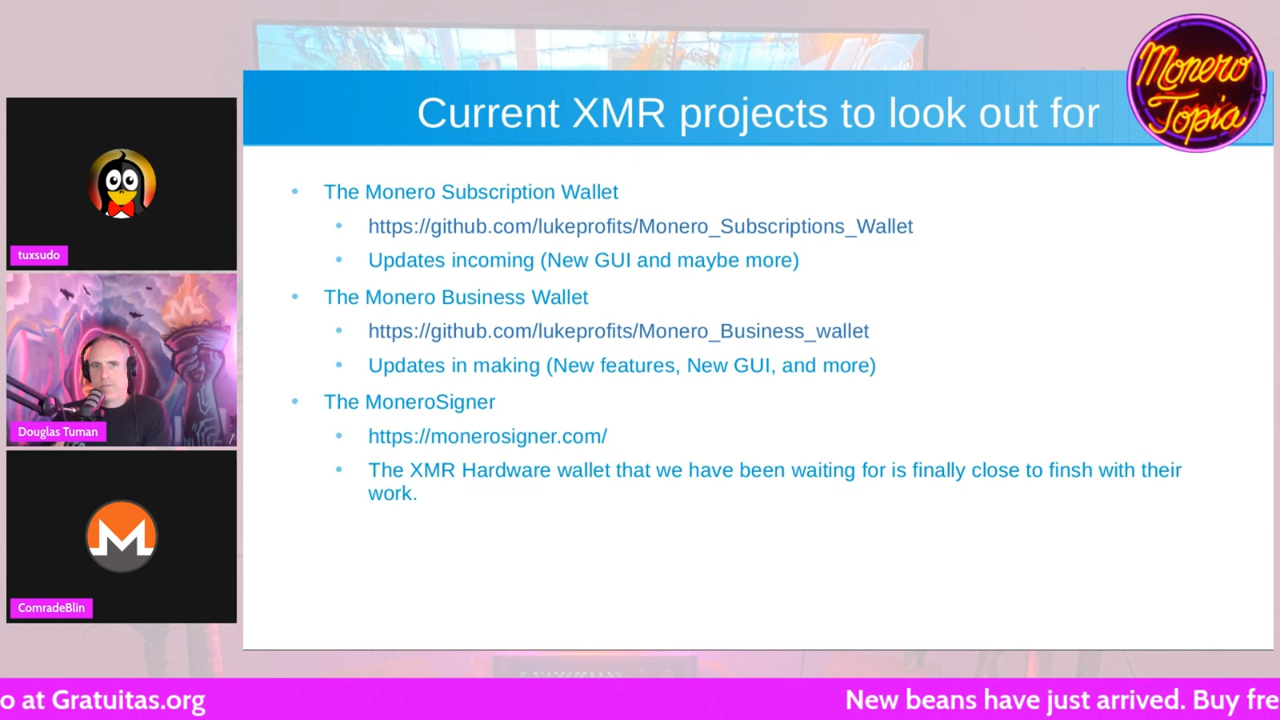 Current XMR projects to look out for
Monero
Topia
The Monero Subscription Wallet
https://github.com/lukeprofits/Monero_Subscriptions_Wallet
Updates incoming (New GUI and maybe more)
The Monero Business Wallet
https://github.com/lukeprofits/Monero_Business_wallet
Updates in making (New features, New GUI, and more)
The MoneroSigner
https://monerosigner.com/
The XMR Hardware wallet that we have been waiting for is finally close to finsh with their
work.
tuxsudo
Douglas Tuman
ComradeBlin
o at Gratuitas.org
New beans have just arrived. Buy fre